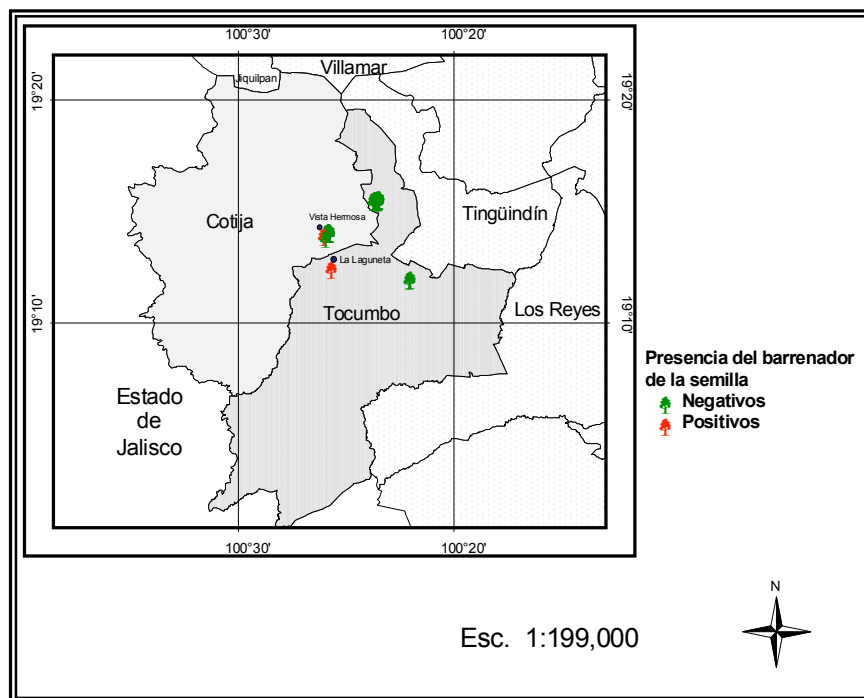 100°30'
100°20'
Villamar
Jiquilpan
19°20'
19°20'
Cotija
Vista Hermosa
Tingüindín
La Laguneta
19°10'
Tocumbo
Los Reyes
19°10'
Estado
de
Jalisco
100°30'
100°20'
Presencia del barrenador
de la semilla
Negativos
Positivos
N
Esc. 1:199,000